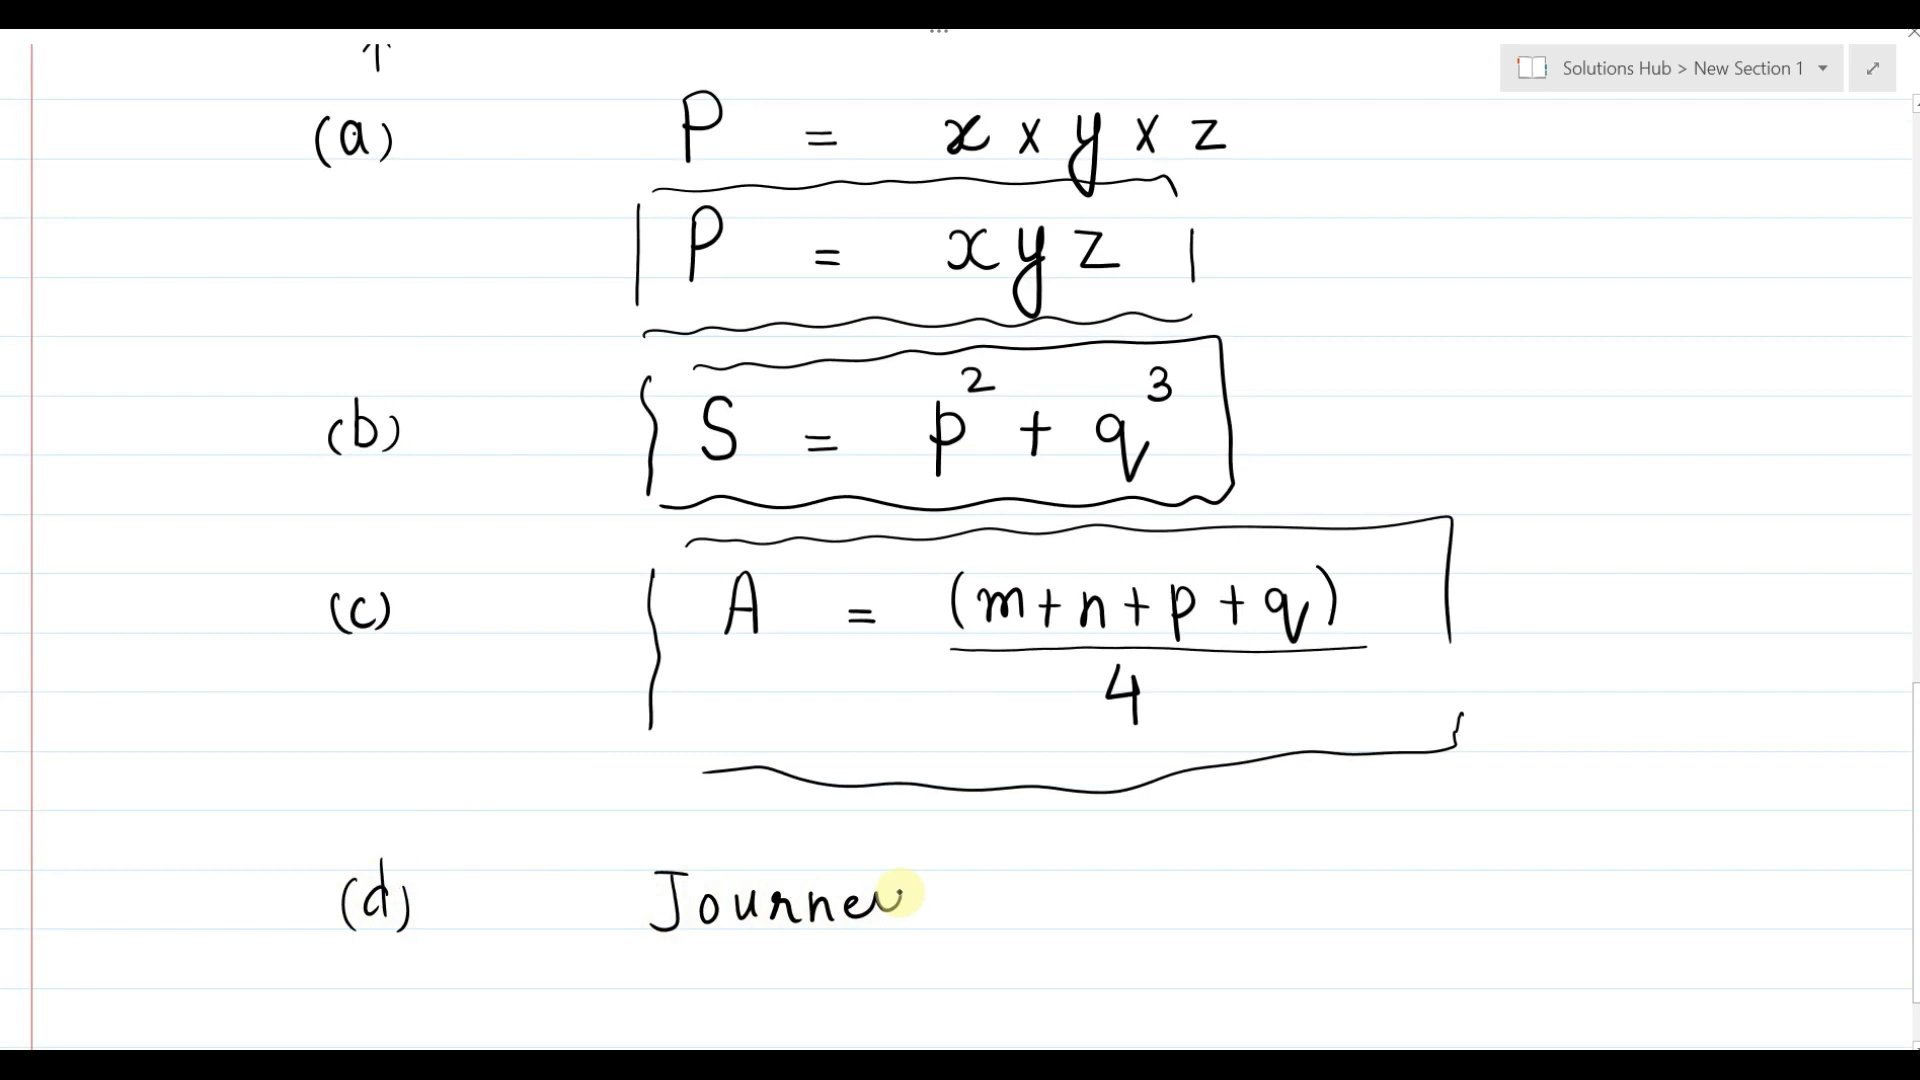 Solutions Hub > New Section 1
(a) P = x × y × z
P = xyz
(b) S = p² + q³
(c) A = (m+n+p+q)
4
(d) Journe